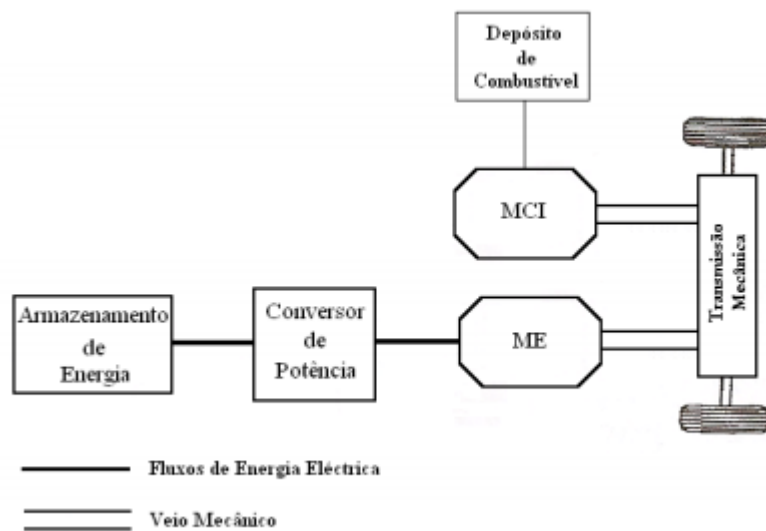 Depósito
de
Combustível
MCI
Transmissão
Mecânica
Armazenamento
de
Energia
Conversor
de
Potência
ME
Fluxos de Energia Eléctrica
Veio Mecânico